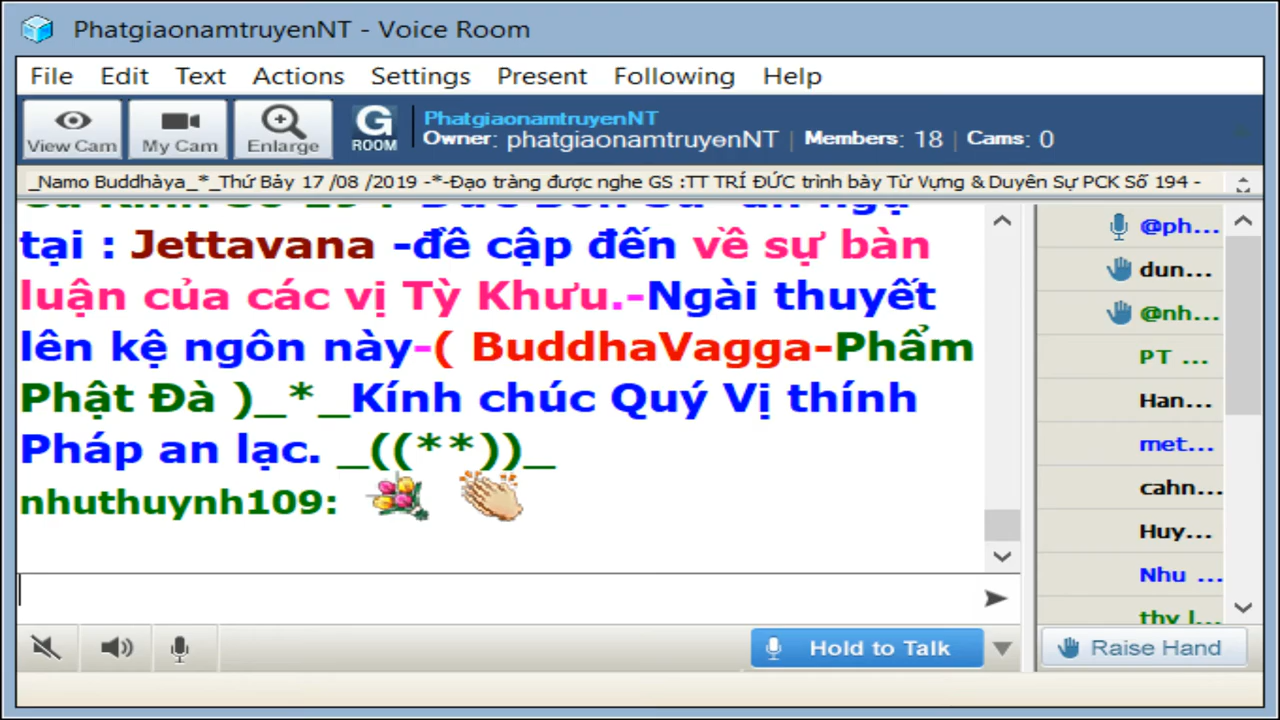 PhatgiaonamtruyenNT - Voice Room
File Edit Text Actions Settings Present Following Help
View Cam My Cam Enlarge G ROOM
PhatgiaonamtruyenNT
Owner: phatgiaonamtruyenNT | Members: 18 | Cams: 0
_Namo Buddhàya_*_Thứ Bảy 17 /08 /2019 -*-Đạo tràng được nghe GS :TT TRÍ ĐỨC trình bày Từ Vựng & Duyên Sự PCK Số 194 -
tại : Jettavana -đề cập đến về sự bàn
luận của các vị Tỳ Khưu.-Ngài thuyết
lên kệ ngôn này-( BuddhaVagga-Phẩm
Phật Đà )_*_Kính chúc Quý Vị thính
Pháp an lạc. _((**))_
nhuthuynh109:
@ph...
dun...
@nh...
PT ...
Han...
met...
cahn...
Huy...
Nhu ...
thy l...
Hold to Talk
Raise Hand